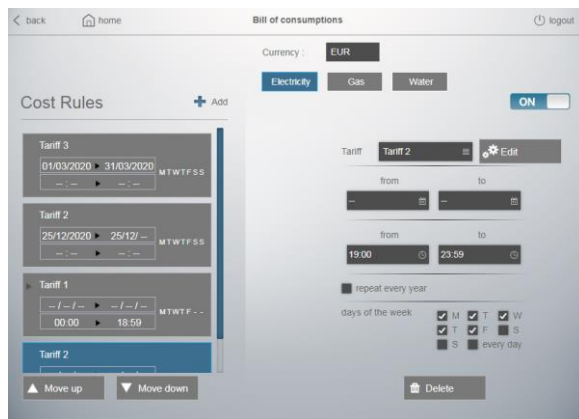 back
home
Bill of consumptions
logout
Currency :
EUR
Electricity
Gas
Water
Cost Rules
Add
ON
Tariff 3
01/03/2020 31/03/2020
MTWTFSS
-- : -- -- : --
Tariff 2
25/12/2020 25/12/ --
MTWTFSS
-- : -- -- : --
Tariff 1
-- / -- / -- -- / -- / --
MTWTF - -
00:00 18:59
Tariff 2
Move up
Move down
Tariff
Tariff 2
Edit
from
to
--
--
from
to
19:00
23:59
repeat every year
days of the week
M T W
T F S
S every day
Delete